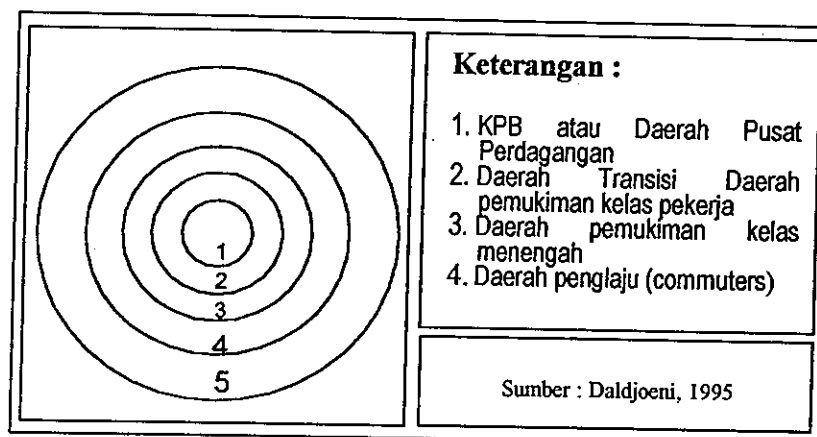 1
2
3
4
5
Keterangan :
1. KPB atau Daerah Pusat
Perdagangan
2. Daerah Transisi Daerah
pemukiman kelas pekerja
3. Daerah pemukiman kelas
menengah
4. Daerah penglaju (commuters)
Sumber : Daldjoeni, 1995